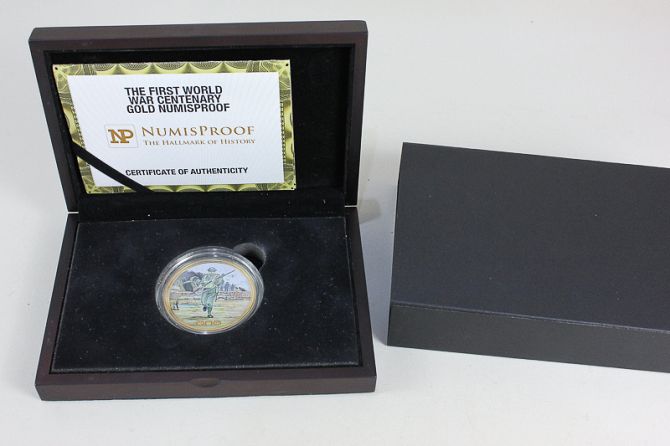 THE FIRST WORLD
WAR CENTENARY
GOLD NUMISPROOF
NP NUMISPROOF
THE HALLMARK OF HISTORY
CERTIFICATE OF AUTHENTICITY